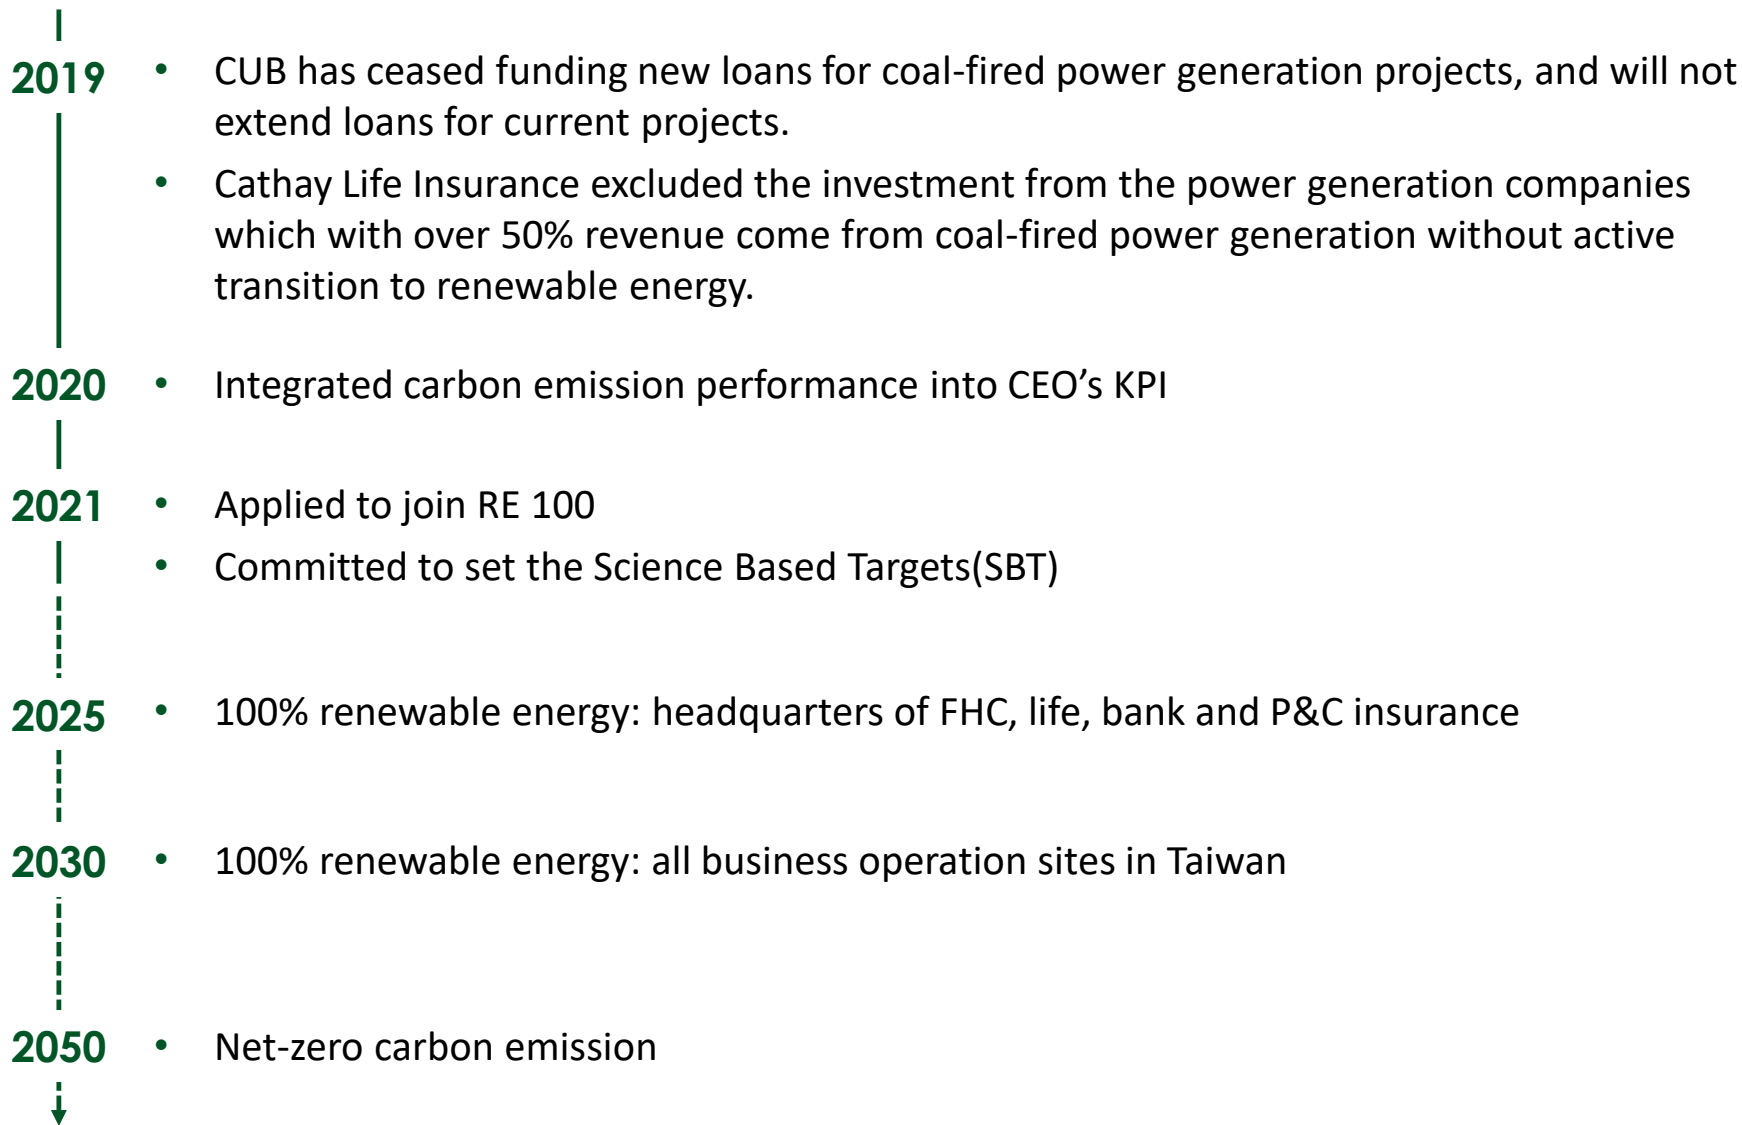 2019 • CUB has ceased funding new loans for coal-fired power generation projects, and will not
extend loans for current projects.
• Cathay Life Insurance excluded the investment from the power generation companies
which with over 50% revenue come from coal-fired power generation without active
transition to renewable energy.
2020 • Integrated carbon emission performance into CEO’s KPI
2021 • Applied to join RE 100
• Committed to set the Science Based Targets(SBT)
2025 • 100% renewable energy: headquarters of FHC, life, bank and P&C insurance
2030 • 100% renewable energy: all business operation sites in Taiwan
2050 • Net-zero carbon emission